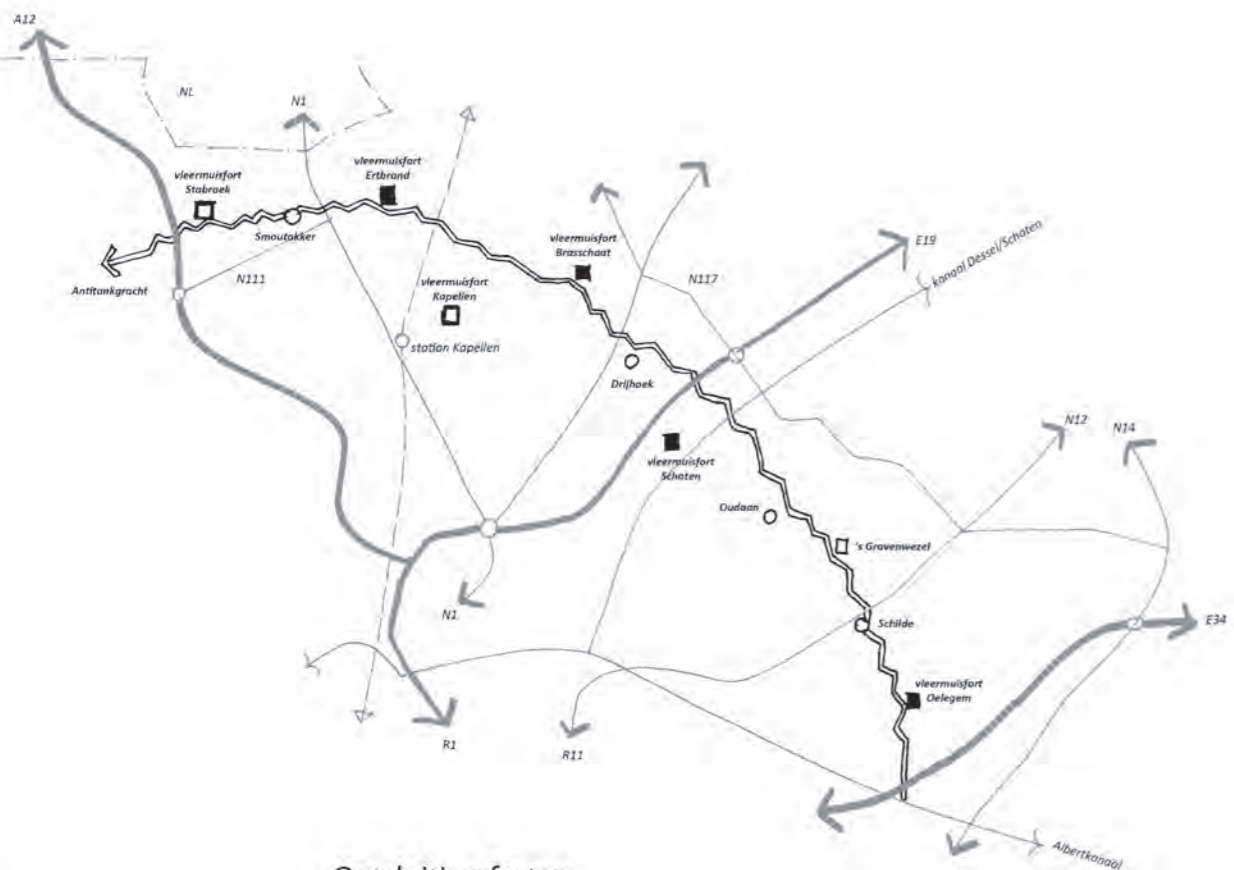 A12
NL
N1
vleermuisfort
Stabroek
vleermuisfort
Ertbrand
Smoutakker
vleermuisfort
Brasschaat
E19
kanaal Dessel/Schoten
Antitankgracht
N111
vleermuisfort
Kapellen
N117
station Kapellen
Drijhoek
N12
N14
vleermuisfort
Schoten
Oudaan
's Gravenwezel
N1
Schilde
E34
vleermuisfort
Oelegem
R1
R11
Albertkanaal